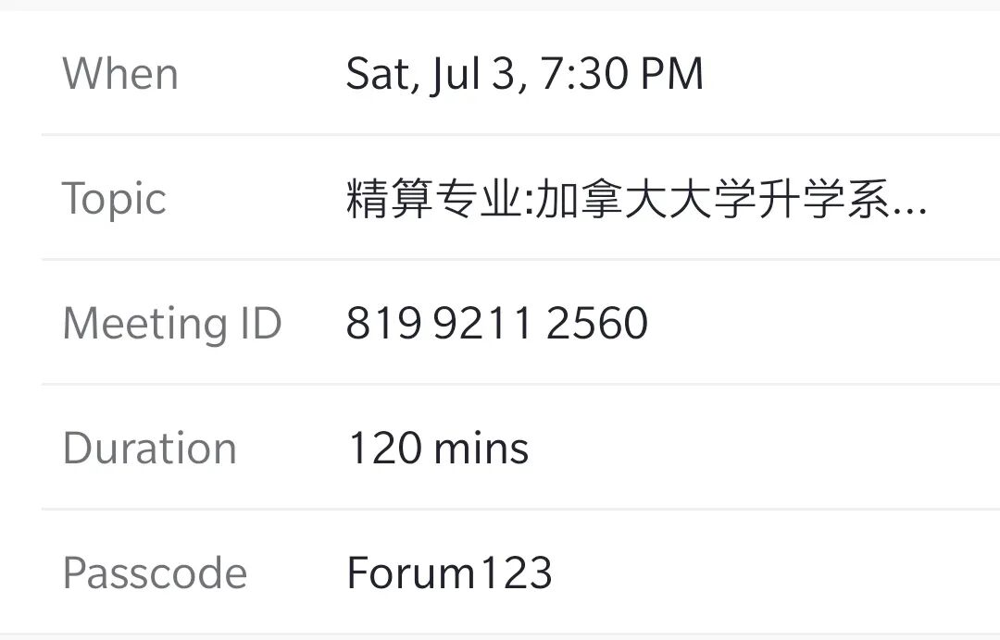 When Sat, Jul 3, 7:30 PM
Topic 精算专业:加拿大大学升学系...
Meeting ID 819 9211 2560
Duration 120 mins
Passcode Forum123